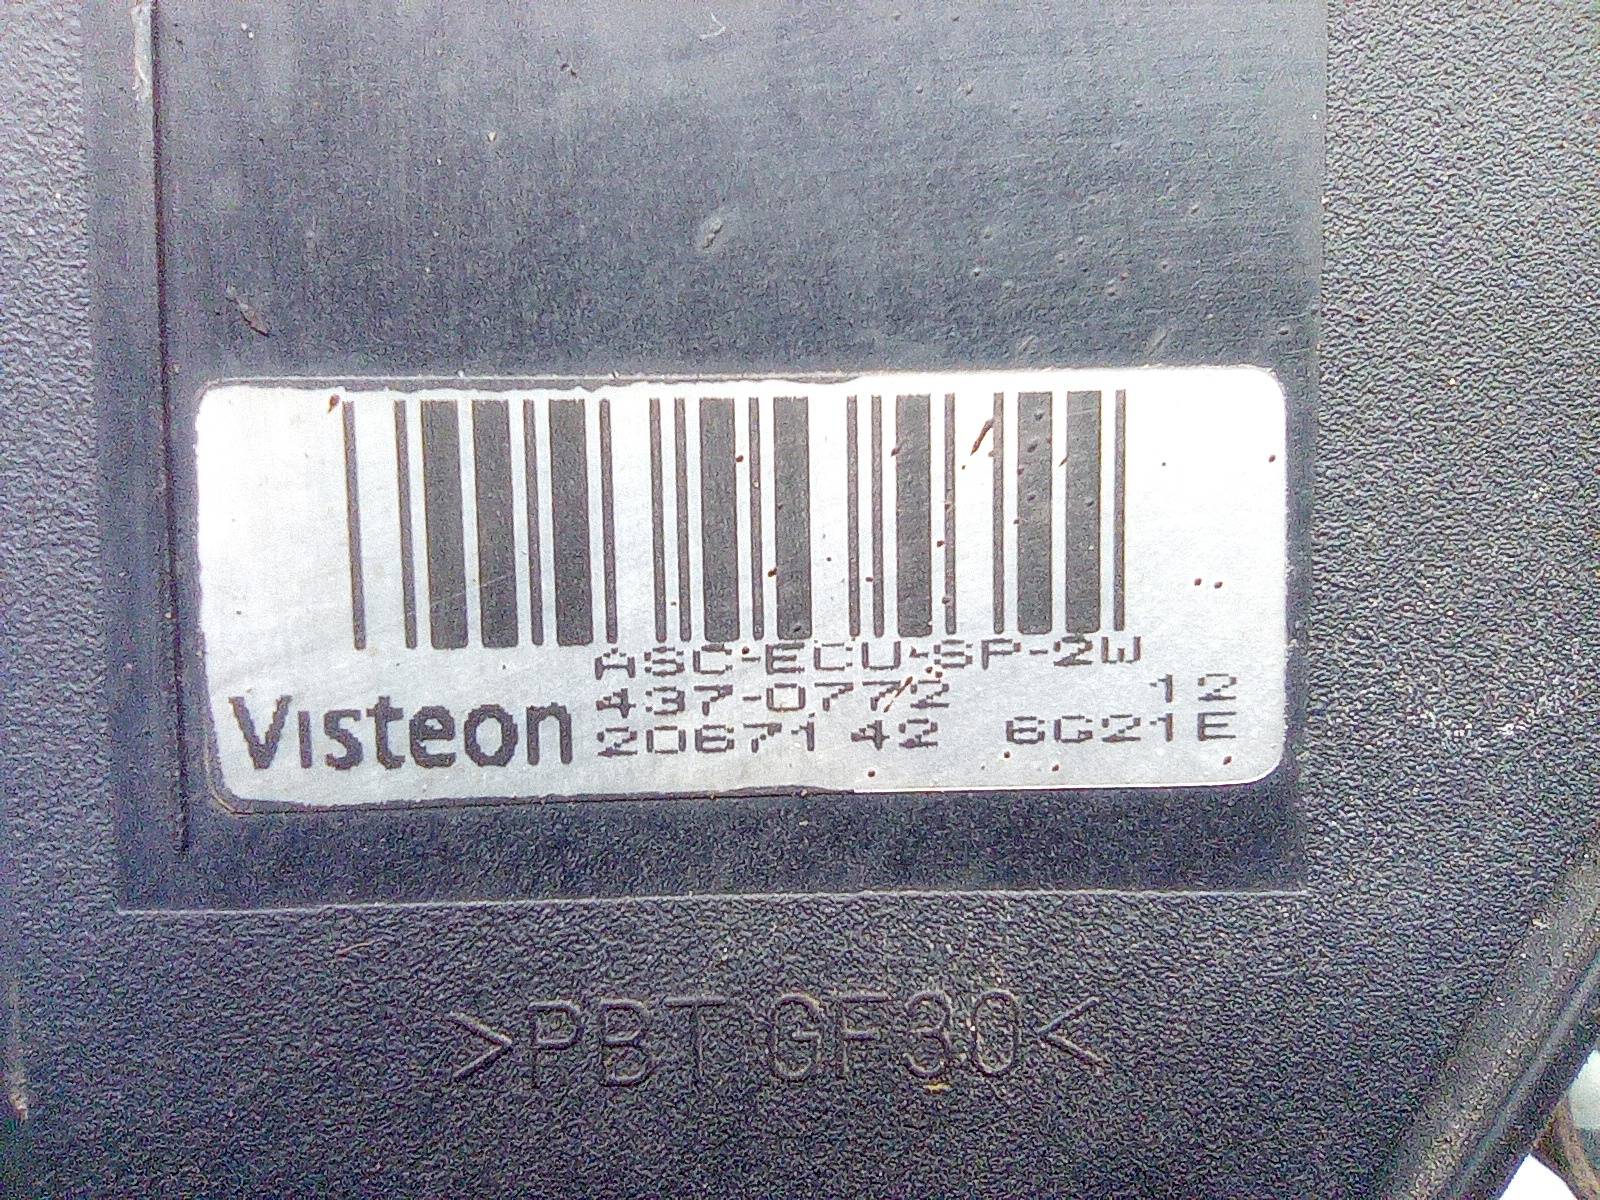 ASC-ECU-SP-2W
437-0772 12
Visteon 2067142 6G21E
>PBT GF30<